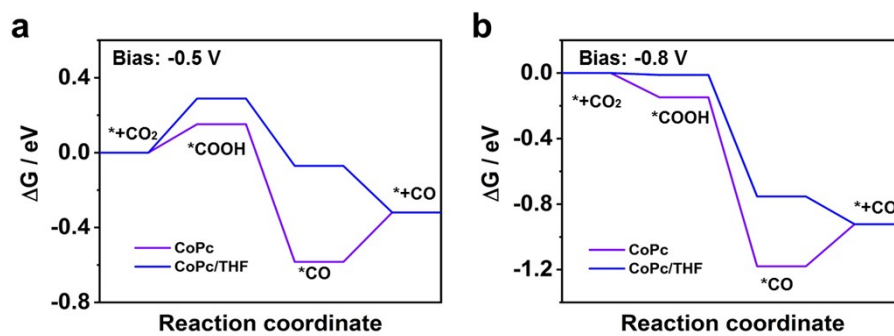 a
Bias: -0.5 V
0.4
0.0
-0.4
-0.8
ΔG / eV
*+CO₂
*COOH
*CO
*+CO
CoPc
CoPc/THF
Reaction coordinate
b
Bias: -0.8 V
0.0
-0.4
-0.8
-1.2
ΔG / eV
*+CO₂
*COOH
*CO
*+CO
CoPc
CoPc/THF
Reaction coordinate